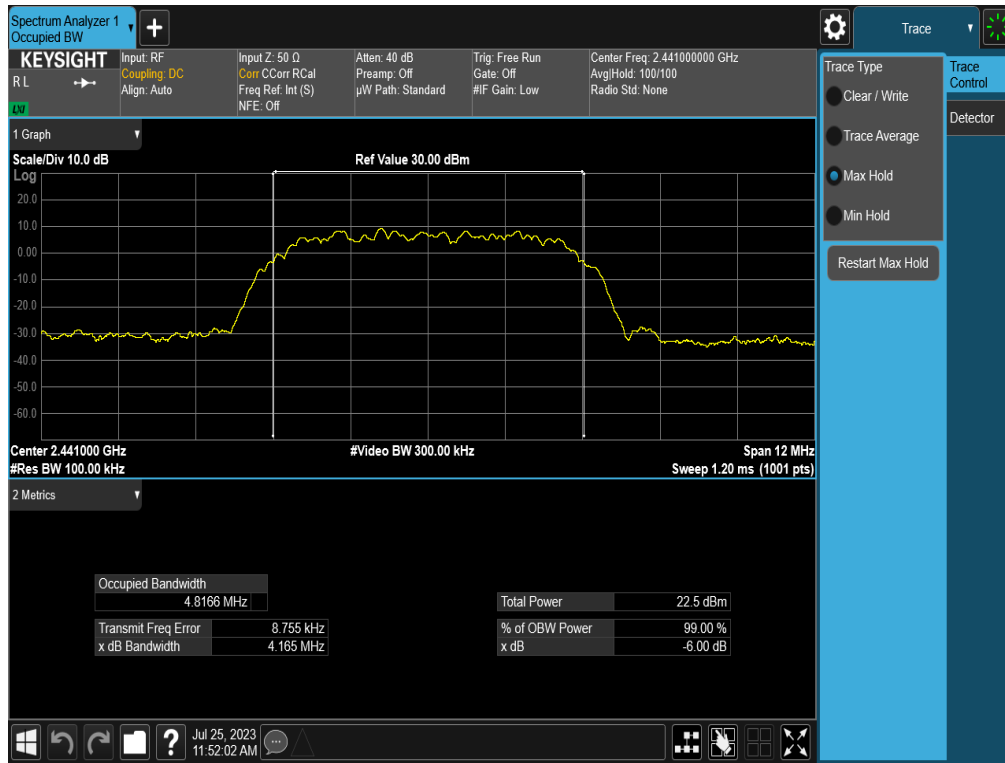 Spectrum Analyzer 1
Occupied BW
Trace
KEYSIGHT
R L
LXI
Input: RF
Coupling: DC
Align: Auto
Input Z: 50 Ω
Corr CCorr RCal
Freq Ref: Int (S)
NFE: Off
Atten: 40 dB
Preamp: Off
µW Path: Standard
Trig: Free Run
Gate: Off
#IF Gain: Low
Center Freq: 2.441000000 GHz
Avg|Hold: 100/100
Radio Std: None
Trace Type
Clear / Write
Trace Average
Max Hold
Min Hold
Restart Max Hold
Trace
Control
Detector
1 Graph
Scale/Div 10.0 dB
Ref Value 30.00 dBm
Log
20.0
10.0
0.00
-10.0
-20.0
-30.0
-40.0
-50.0
-60.0
Center 2.441000 GHz
#Video BW 300.00 kHz
Span 12 MHz
#Res BW 100.00 kHz
Sweep 1.20 ms (1001 pts)
2 Metrics
Occupied Bandwidth
4.8166 MHz
Total Power 22.5 dBm
Transmit Freq Error 8.755 kHz
% of OBW Power 99.00 %
x dB Bandwidth 4.165 MHz
x dB -6.00 dB
?
Jul 25, 2023
11:52:02 AM